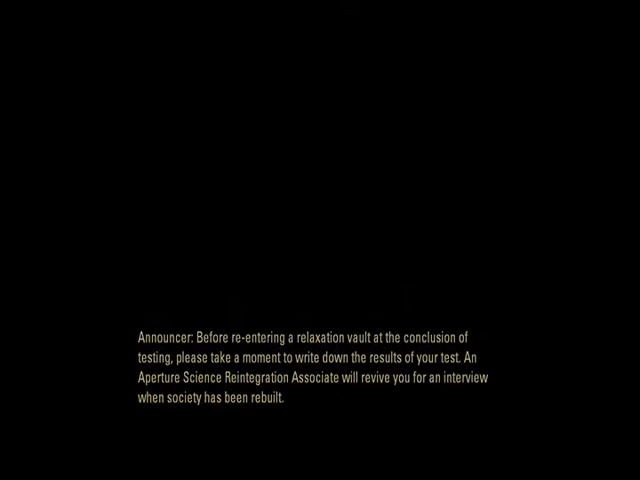 Announcer: Before re-entering a relaxation vault at the conclusion of
testing, please take a moment to write down the results of your test. An
Aperture Science Reintegration Associate will revive you for an interview
when society has been rebuilt.